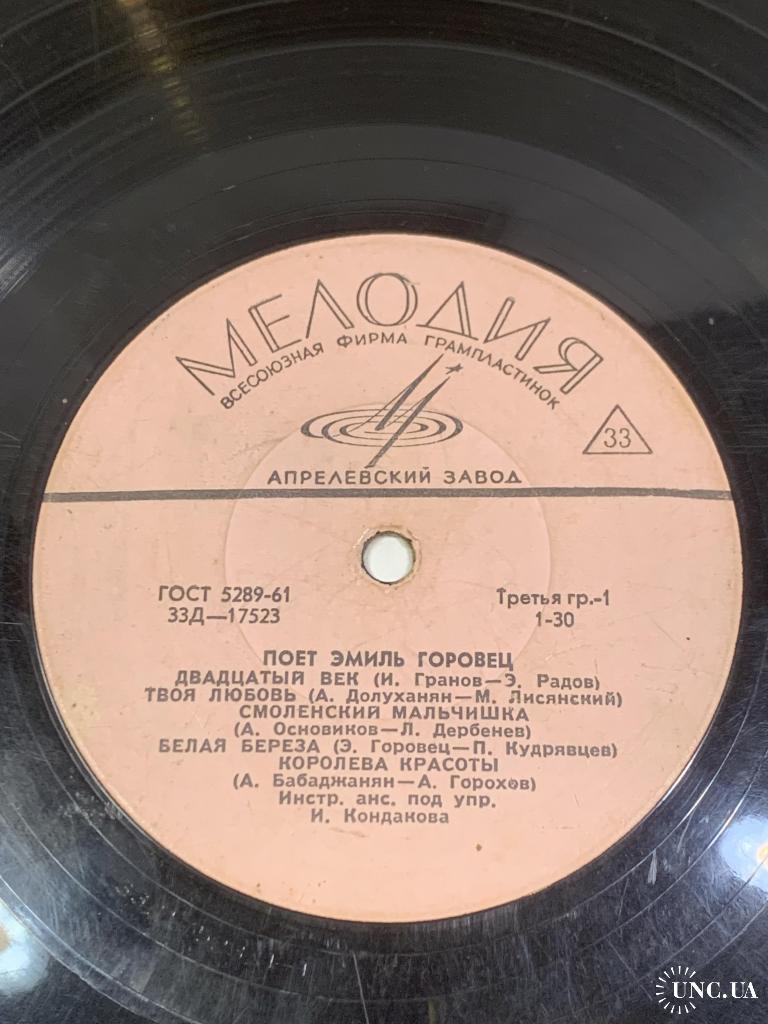 МЕЛОДИЯ
ВСЕСОЮЗНАЯ ФИРМА ГРАМПЛАСТИНОК
33
АПРЕЛЕВСКИЙ ЗАВОД
ГОСТ 5289-61
33Д—17523
Третья гр.-1
1-30
ПОЕТ ЭМИЛЬ ГОРОВЕЦ
ДВАДЦАТЫЙ ВЕК (И. Гранов—Э. Радов)
ТВОЯ ЛЮБОВЬ (А. Долуханян—М. Лисянский)
СМОЛЕНСКИЙ МАЛЬЧИШКА
(А. Основиков—Л. Дербенев)
БЕЛАЯ БЕРЕЗА (Э. Горовец—П. Кудрявцев)
КОРОЛЕВА КРАСОТЫ
(А. Бабаджанян—А. Горохов)
Инстр. анс. под упр.
И. Кондакова
UNC.UA